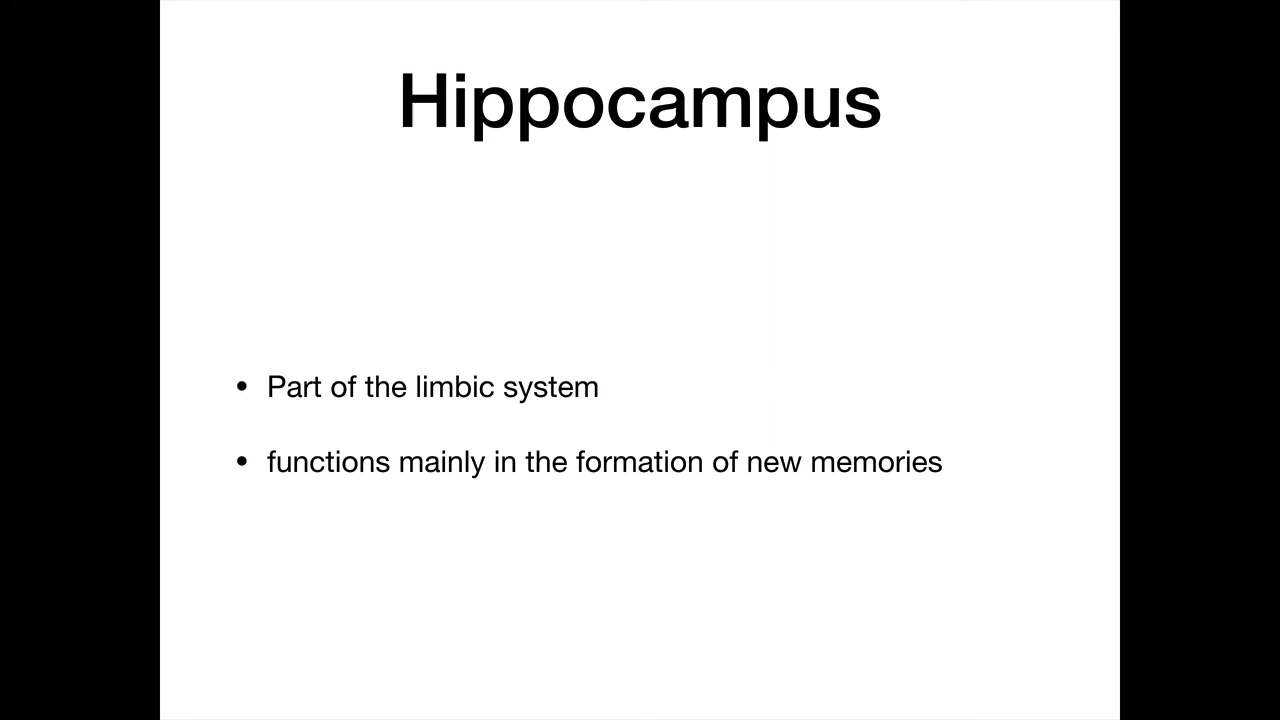 Hippocampus
• Part of the limbic system
• functions mainly in the formation of new memories